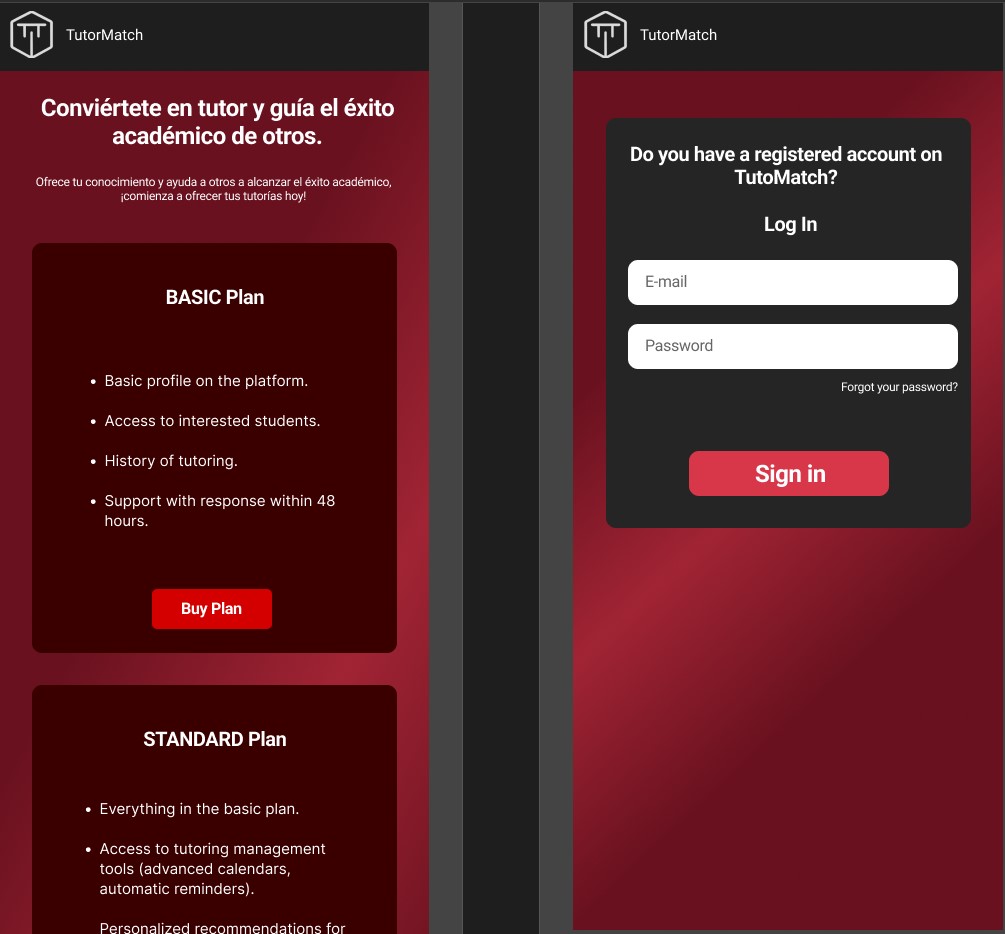 TutorMatch
Conviértete en tutor y guía el éxito
académico de otros.
Ofrece tu conocimiento y ayuda a otros a alcanzar el éxito académico,
¡comienza a ofrecer tus tutorías hoy!
BASIC Plan
• Basic profile on the platform.
• Access to interested students.
• History of tutoring.
• Support with response within 48
hours.
Buy Plan
STANDARD Plan
• Everything in the basic plan.
• Access to tutoring management
tools (advanced calendars,
automatic reminders).
Personalized recommendations for
TutorMatch
Do you have a registered account on
TutoMatch?
Log In
E-mail
Password
Forgot your password?
Sign in